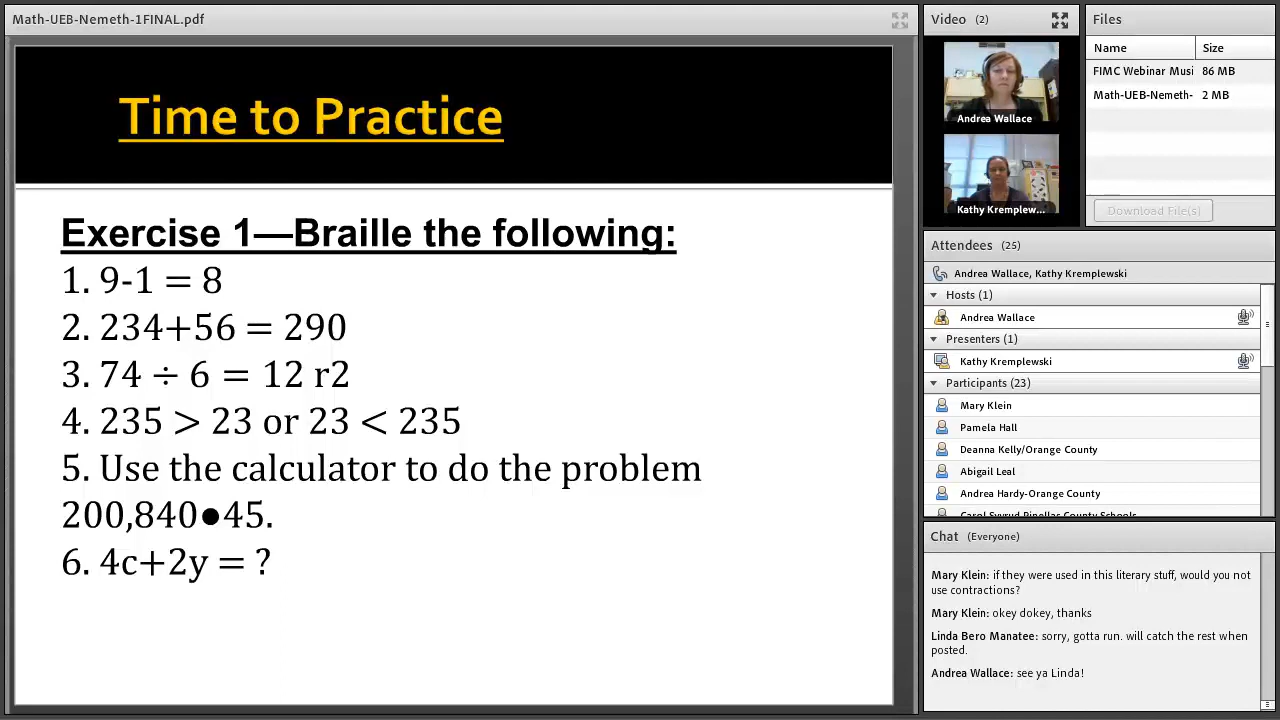 Math-UEB-Nemeth-1FINAL.pdf
Time to Practice
Exercise 1—Braille the following:
1. 9-1 = 8
2. 234+56 = 290
3. 74 ÷ 6 = 12 r2
4. 235 > 23 or 23 < 235
5. Use the calculator to do the problem
200,840●45.
6. 4c+2y = ?
Video (2)
Andrea Wallace
Kathy Kremplew...
Files
Name Size
FIMC Webinar Musi 86 MB
Math-UEB-Nemeth- 2 MB
Download File(s)
Attendees (25)
Andrea Wallace, Kathy Kremplewski
Hosts (1)
Andrea Wallace
Presenters (1)
Kathy Kremplewski
Participants (23)
Mary Klein
Pamela Hall
Deanna Kelly/Orange County
Abigail Leal
Andrea Hardy-Orange County
Carol Syvrud Pinellas County Schools
Chat (Everyone)
Mary Klein: if they were used in this literary stuff, would you not
use contractions?
Mary Klein: okey dokey, thanks
Linda Bero Manatee: sorry, gotta run. will catch the rest when
posted.
Andrea Wallace: see ya Linda!